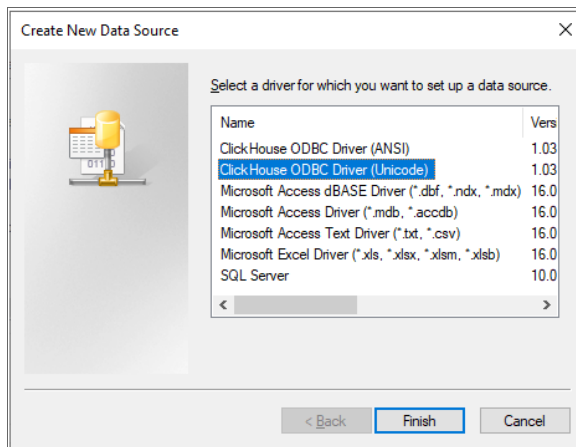 Create New Data Source
Select a driver for which you want to set up a data source.
Name Vers
ClickHouse ODBC Driver (ANSI) 1.03
ClickHouse ODBC Driver (Unicode) 1.03
Microsoft Access dBASE Driver (*.dbf, *.ndx, *.mdx) 16.0
Microsoft Access Driver (*.mdb, *.accdb) 16.0
Microsoft Access Text Driver (*.txt, *.csv) 16.0
Microsoft Excel Driver (*.xls, *.xlsx, *.xlsm, *.xlsb) 16.0
SQL Server 10.0
< Back Finish Cancel